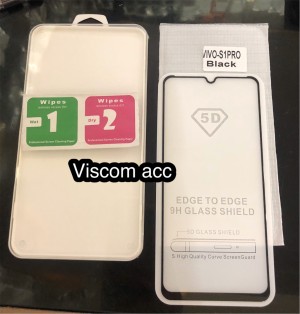 VIVO-S1PRO
Black
Wipes
Wet
1
Wipes
Dry
2
Viscom acc
5D
EDGE TO EDGE
9H GLASS SHIELD
5D GLASS SHIELD
5-High Quality Curve ScreenGuard